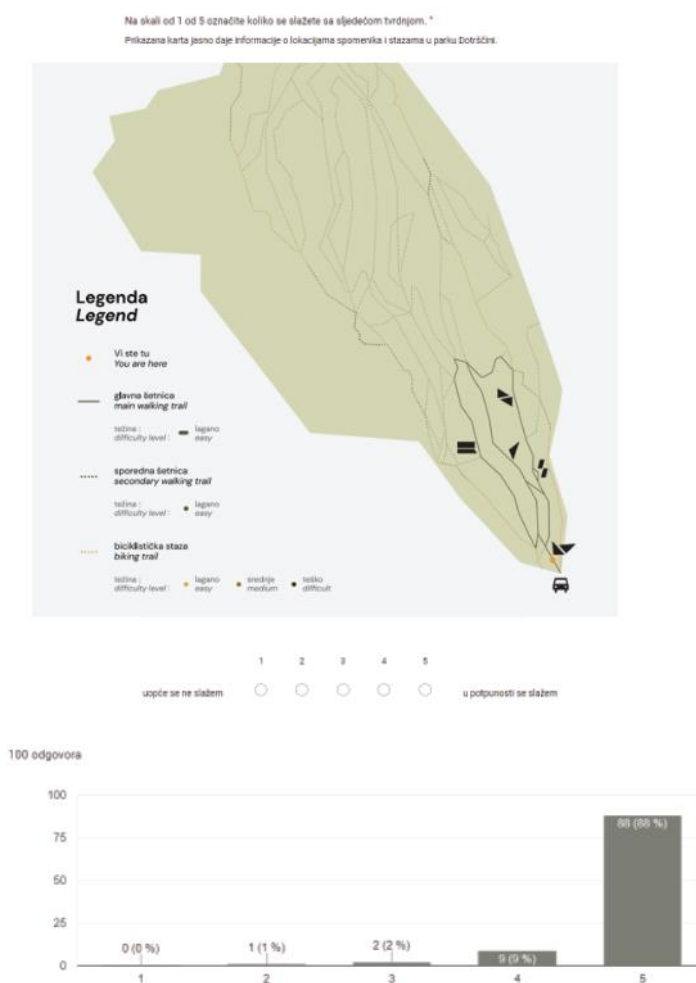 Na skali od 1 od 5 označite koliko se slažete sa sljedećom tvrdnjom. *
Prikazana karta jasno daje informacije o lokacijama spomenika i stazama u parku Dotrščini.
Legenda
Legend
Vi ste tu
You are here
glavna šetnica
main walking trail
težina :
difficulty level :
lagano
easy
sporedna šetnica
secondary walking trail
težina :
difficulty level :
lagano
easy
biciklistička staza
biking trail
težina :
difficulty level :
lagano
easy
srednje
medium
teško
difficult
1 2 3 4 5
uopće se ne slažem
u potpunosti se slažem
100 odgovora
100
75
50
25
0
0 (0 %)
1 (1 %)
2 (2 %)
9 (9 %)
88 (88 %)
1 2 3 4 5